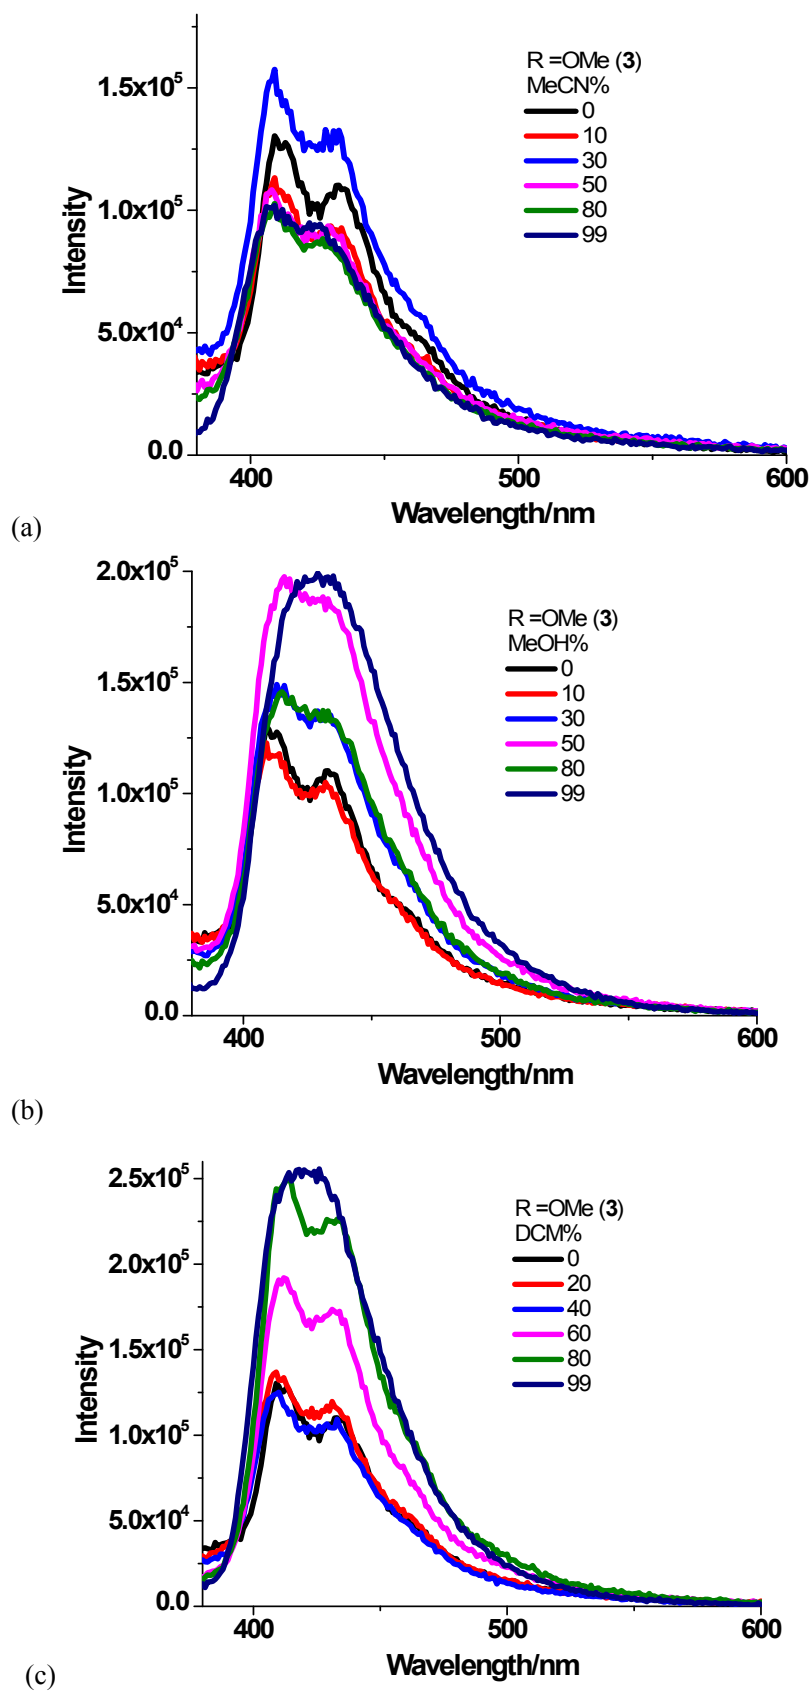 R =OMe (3)
MeCN%
0
10
30
50
80
99
1.5x10⁵
1.0x10⁵
5.0x10⁴
0.0
Intensity
400
500
600
Wavelength/nm
(a)
R =OMe (3)
MeOH%
0
10
30
50
80
99
2.0x10⁵
1.5x10⁵
1.0x10⁵
5.0x10⁴
0.0
Intensity
400
500
600
Wavelength/nm
(b)
R =OMe (3)
DCM%
0
20
40
60
80
99
2.5x10⁵
2.0x10⁵
1.5x10⁵
1.0x10⁵
5.0x10⁴
0.0
Intensity
400
500
600
Wavelength/nm
(c)